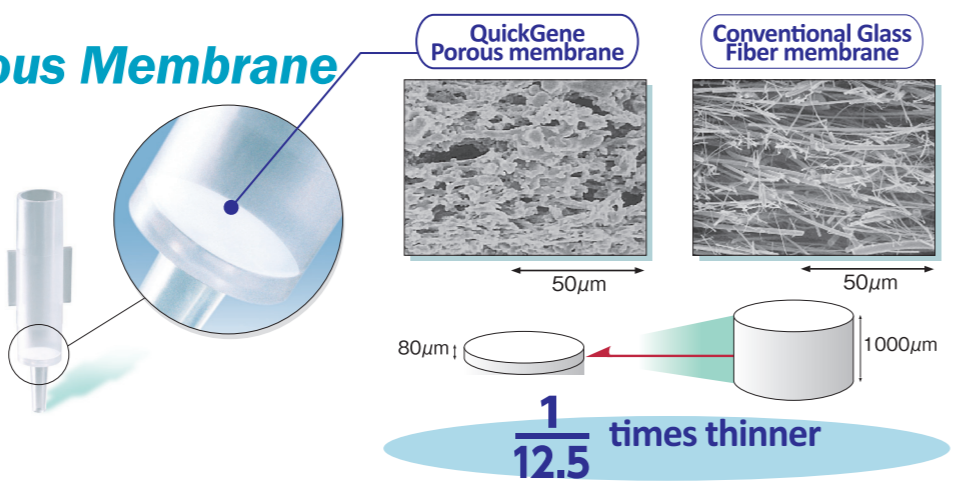 ous Membrane
QuickGene
Porous membrane
Conventional Glass
Fiber membrane
50μm
50μm
80μm
1000μm
1
12.5
times thinner